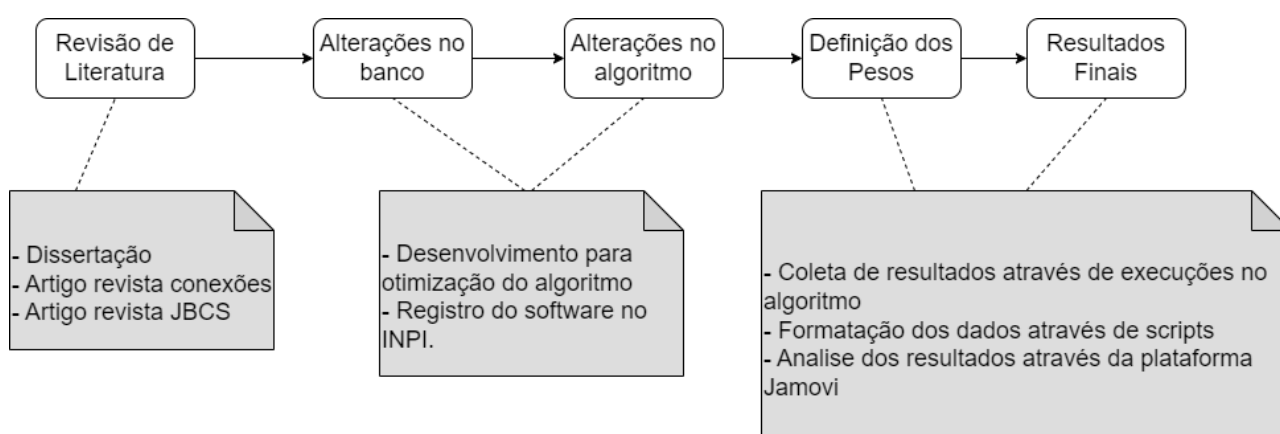 Revisão de
Literatura
Alterações no
banco
Alterações no
algoritmo
Definição dos
Pesos
Resultados
Finais
- Dissertação
- Artigo revista conexões
- Artigo revista JBCS
- Desenvolvimento para
otimização do algoritmo
- Registro do software no
INPI.
- Coleta de resultados através de execuções no
algoritmo
- Formatação dos dados através de scripts
- Analise dos resultados através da plataforma
Jamovi